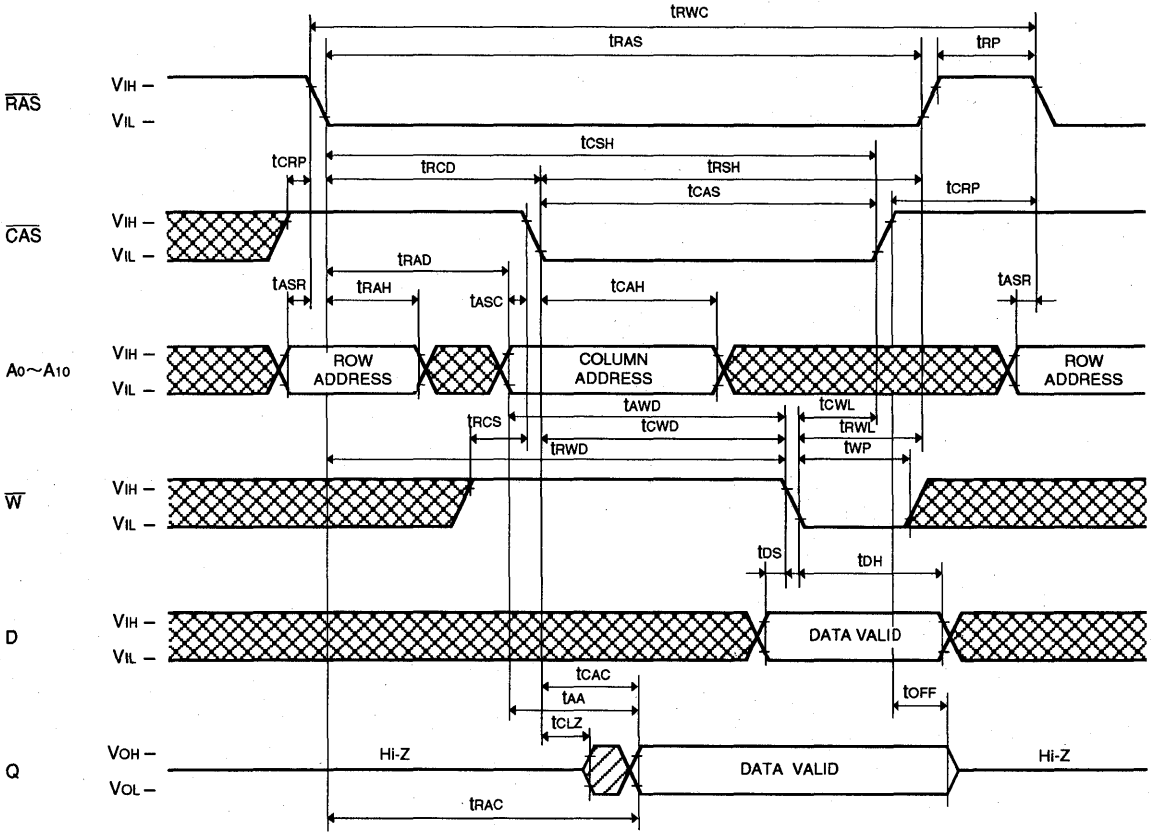 tRWC
tRAS
tRP
RAS
VIH –
VIL –
tCSH
tCRP
tRCD
tRSH
tCAS
tCRP
CAS
VIH –
VIL –
tRAD
tASR
tRAH
tASC
tCAH
tASR
A0~A10
VIH –
VIL –
ROW
ADDRESS
COLUMN
ADDRESS
ROW
ADDRESS
tAWD
tCWL
tRCS
tCWD
tRWL
tRWD
tWP
W
VIH –
VIL –
tDS
tDH
D
VIH –
VIL –
DATA VALID
tCAC
tAA
tOFF
tCLZ
Q
VOH –
VOL –
Hi-Z
DATA VALID
Hi-Z
tRAC